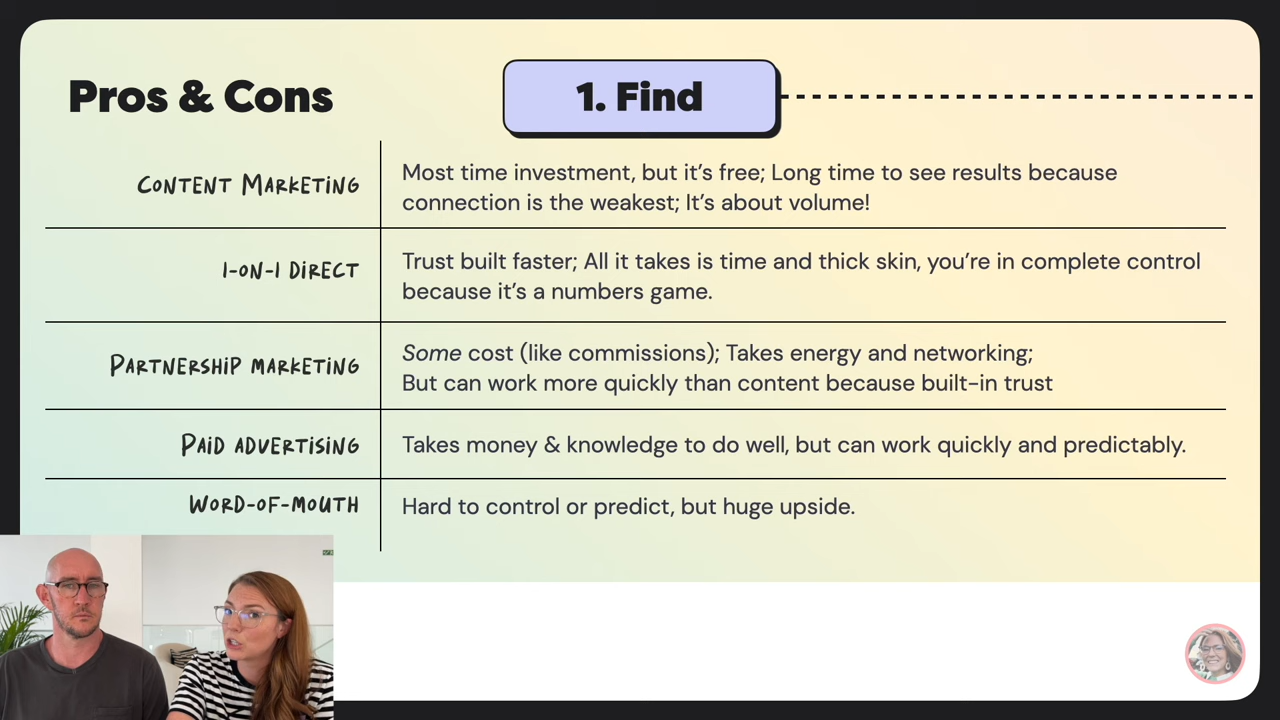 Pros & Cons
1. Find
Content Marketing
Most time investment, but it’s free; Long time to see results because
connection is the weakest; It’s about volume!
1-on-1 Direct
Trust built faster; All it takes is time and thick skin, you’re in complete control
because it’s a numbers game.
Partnership marketing
Some cost (like commissions); Takes energy and networking;
But can work more quickly than content because built-in trust
Paid advertising
Takes money & knowledge to do well, but can work quickly and predictably.
Word-of-mouth
Hard to control or predict, but huge upside.